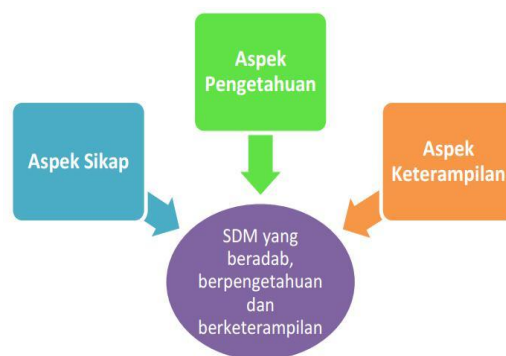 Aspek
Pengetahuan
Aspek Sikap
Aspek
Keterampilan
SDM yang
beradab,
berpengetahuan
dan
berketerampilan